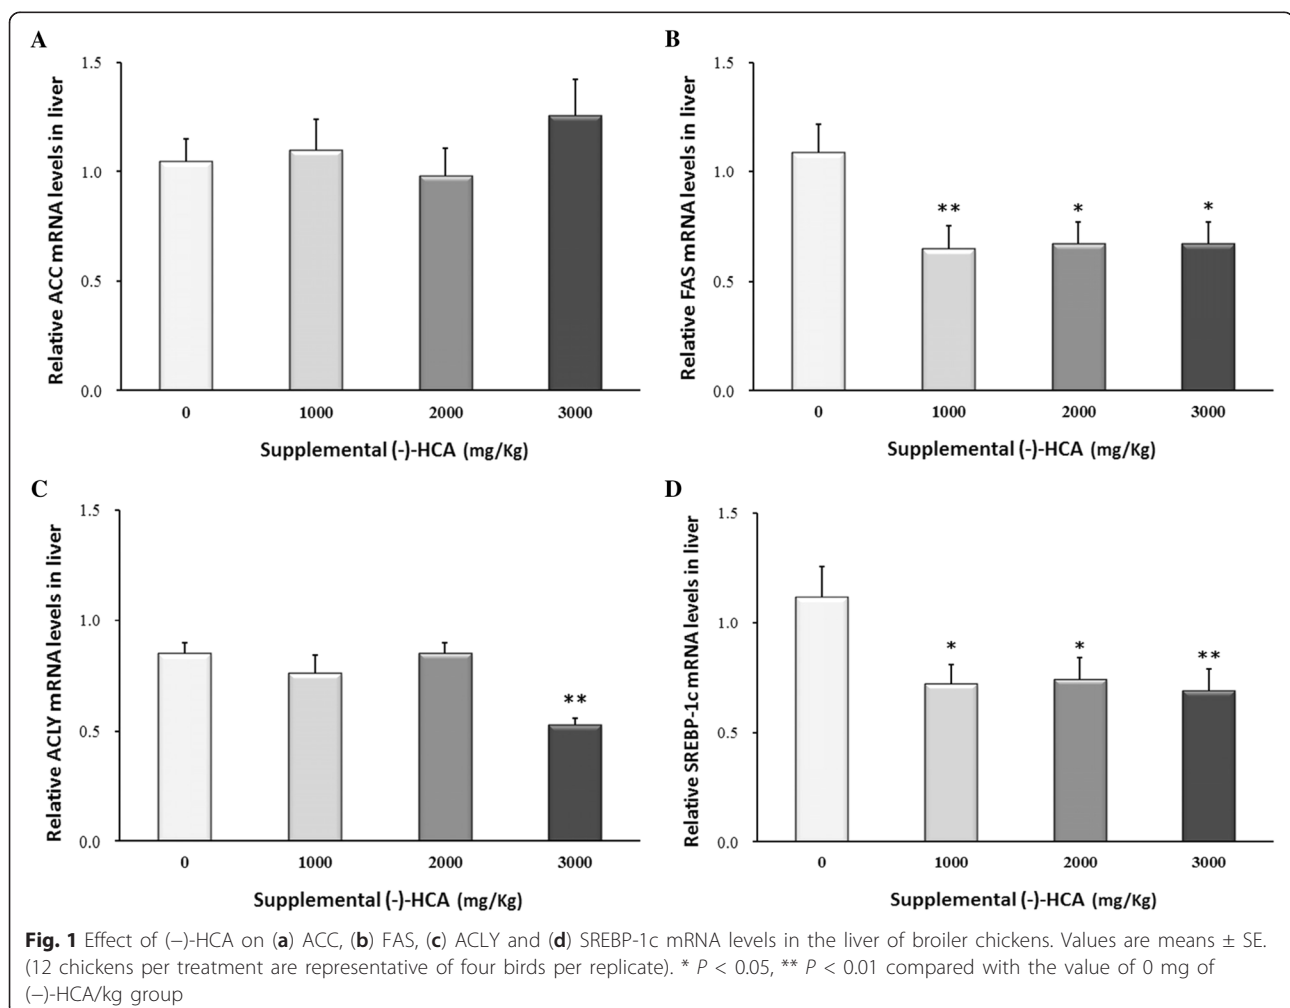 A
Relative ACC mRNA levels in liver
1.5
1.0
0.5
0.0
0 1000 2000 3000
Supplemental (-)-HCA (mg/Kg)
B
Relative FAS mRNA levels in liver
1.5
1.0
0.5
0.0
** * *
0 1000 2000 3000
Supplemental (-)-HCA (mg/Kg)
C
Relative ACLY mRNA levels in liver
1.5
1.0
0.5
0.0
**
0 1000 2000 3000
Supplemental (-)-HCA (mg/Kg)
D
Relative SREBP-1c mRNA levels in liver
1.5
1.0
0.5
0.0
* * **
0 1000 2000 3000
Supplemental (-)-HCA (mg/Kg)
Fig. 1 Effect of (−)-HCA on (a) ACC, (b) FAS, (c) ACLY and (d) SREBP-1c mRNA levels in the liver of broiler chickens. Values are means ± SE.
(12 chickens per treatment are representative of four birds per replicate). * P < 0.05, ** P < 0.01 compared with the value of 0 mg of
(−)-HCA/kg group